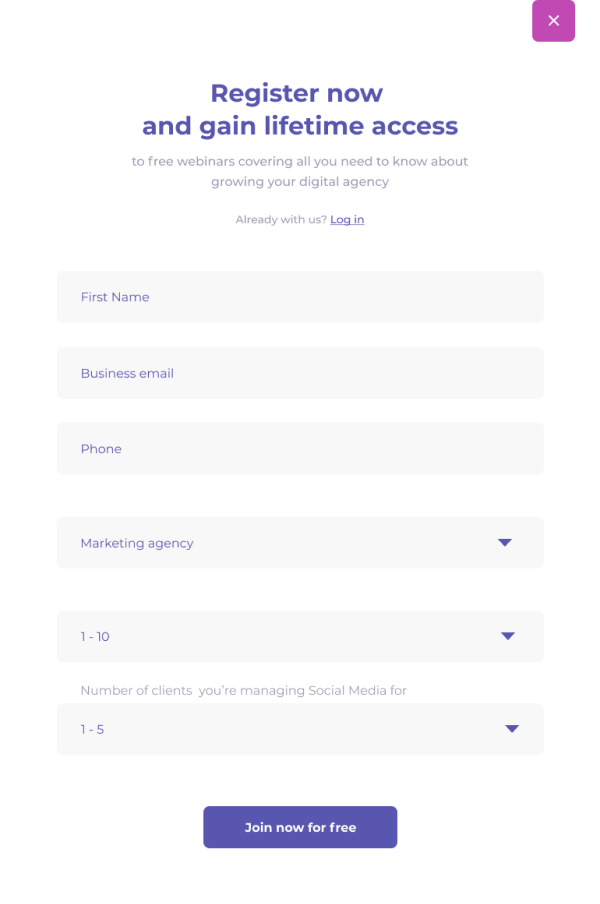 Register now
and gain lifetime access
to free webinars covering all you need to know about
growing your digital agency
Already with us? Log in
First Name
Business email
Phone
Marketing agency
1 - 10
Number of clients  you're managing Social Media for
1 - 5
Join now for free